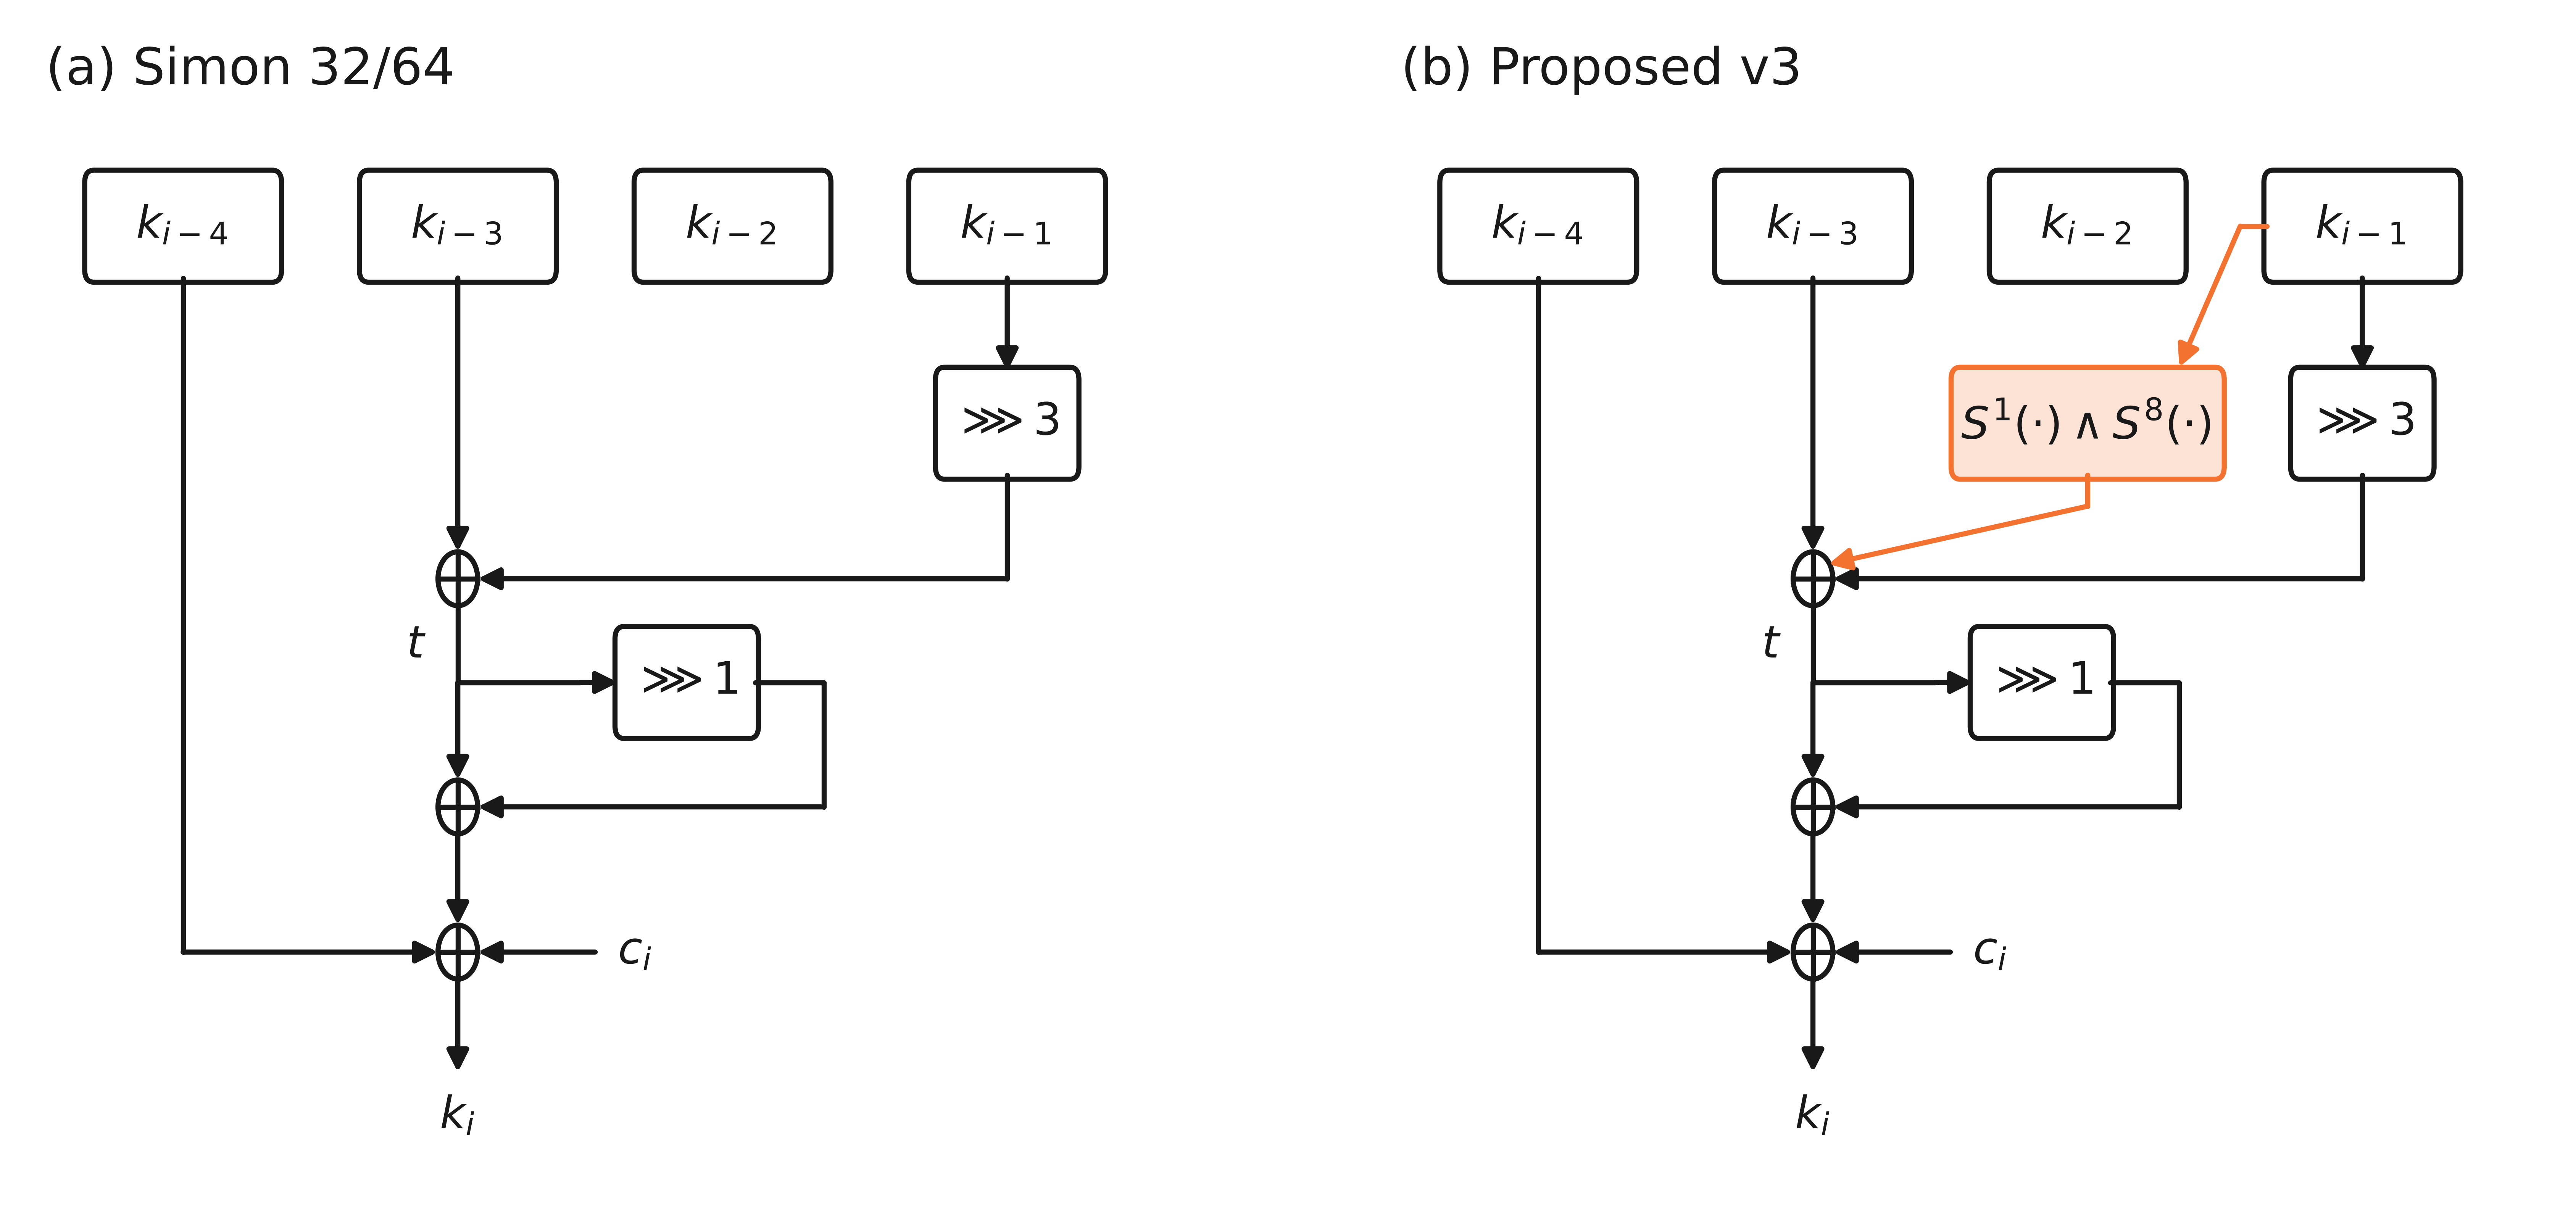 (a) Simon 32/64
(b) Proposed v3
k_{i−4} k_{i−3} k_{i−2} k_{i−1}
⋙ 3
t
⋙ 1
c_i
k_i
k_{i−4} k_{i−3} k_{i−2} k_{i−1}
S^1(·) ∧ S^8(·) ⋙ 3
t
⋙ 1
c_i
k_i